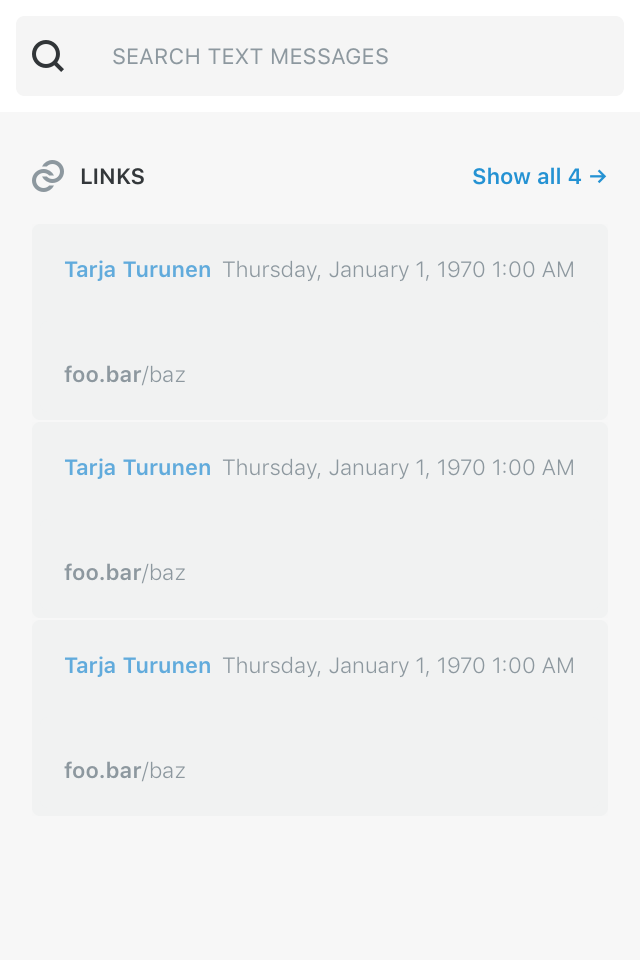 SEARCH TEXT MESSAGES
LINKS Show all 4 →
Tarja Turunen Thursday, January 1, 1970 1:00 AM
foo.bar/baz
Tarja Turunen Thursday, January 1, 1970 1:00 AM
foo.bar/baz
Tarja Turunen Thursday, January 1, 1970 1:00 AM
foo.bar/baz